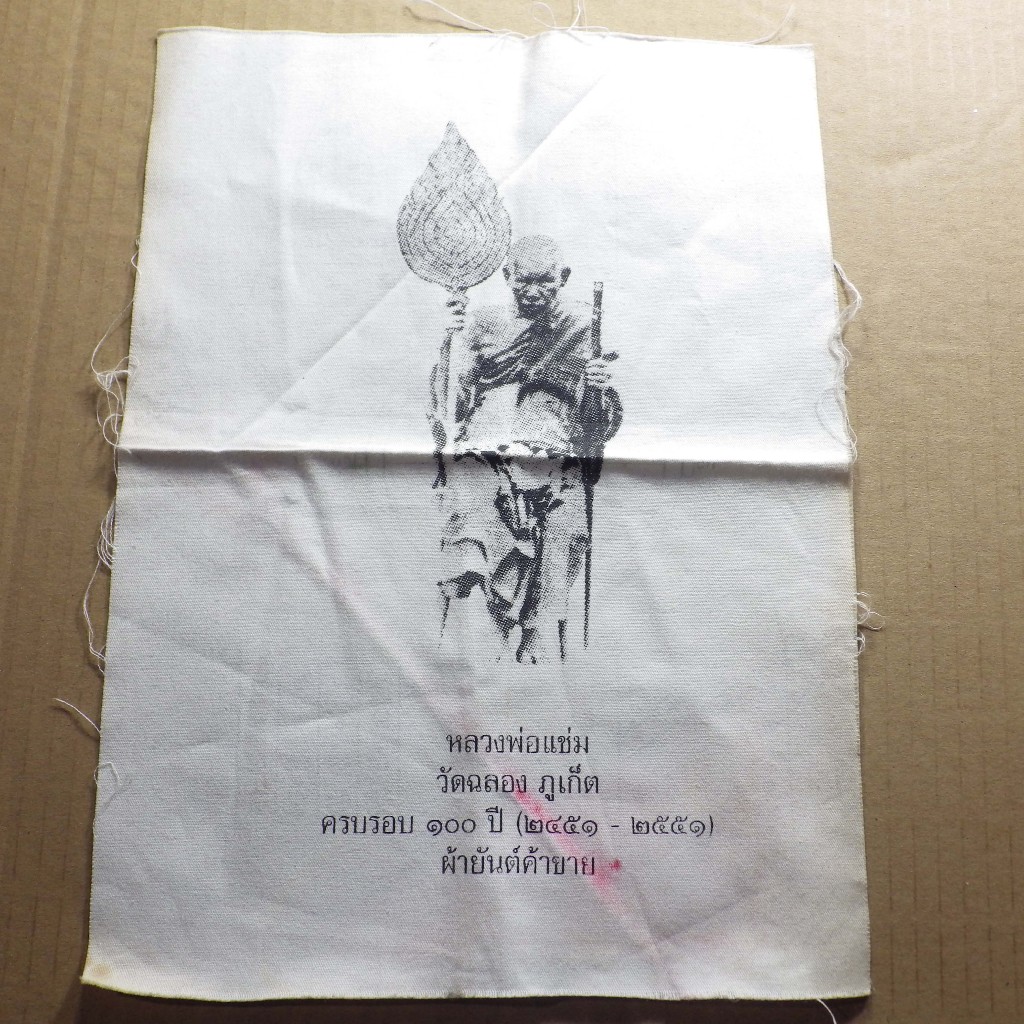 หลวงพ่อแช่ม
วัดฉลอง ภูเก็ต
ครบรอบ ๑๐๐ ปี (๒๔๕๑ - ๒๕๕๑)
ผ้ายันต์ค้าขาย